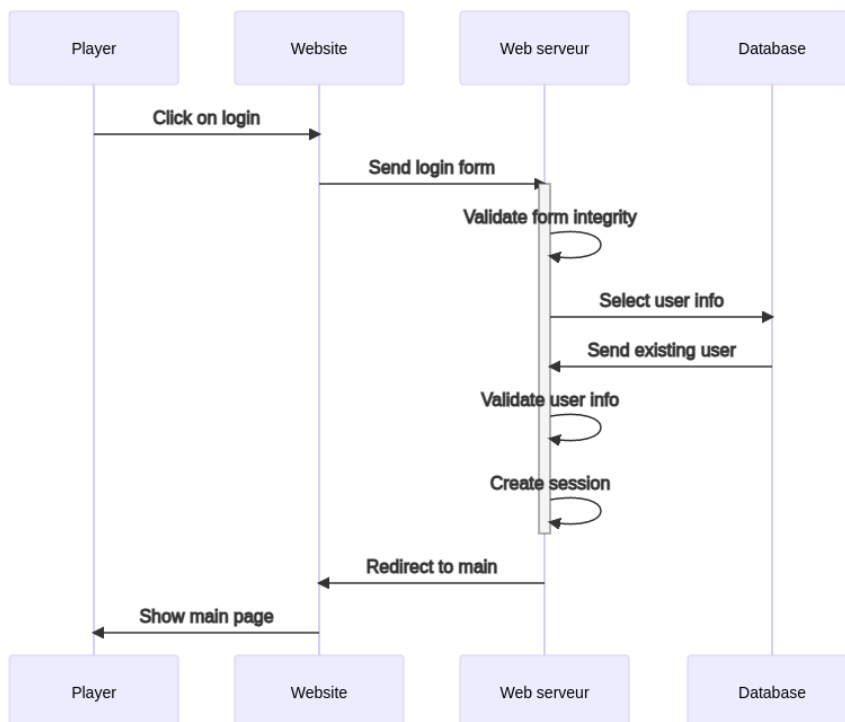 Player
Website
Web serveur
Database
Click on login
Send login form
Validate form integrity
Select user info
Send existing user
Validate user info
Create session
Redirect to main
Show main page
Player
Website
Web serveur
Database